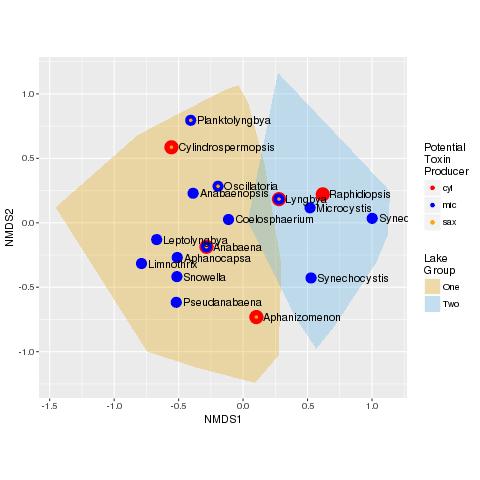 1.0
0.5
0.0
-0.5
-1.0
-1.5
-1.0
-0.5
0.0
0.5
1.0
NMDS2
NMDS1
Planktolyngbya
Cylindrospermopsis
Oscillatoria
Anabaenopsis
Lyngbya
Raphidiopsis
Microcystis
Coelosphaerium
Synec
Leptolyngbya
Anabaena
Aphanocapsa
Limnothrix
Snowella
Synechocystis
Pseudanabaena
Aphanizomenon
Potential
Toxin
Producer
cyl
mic
sax
Lake
Group
One
Two